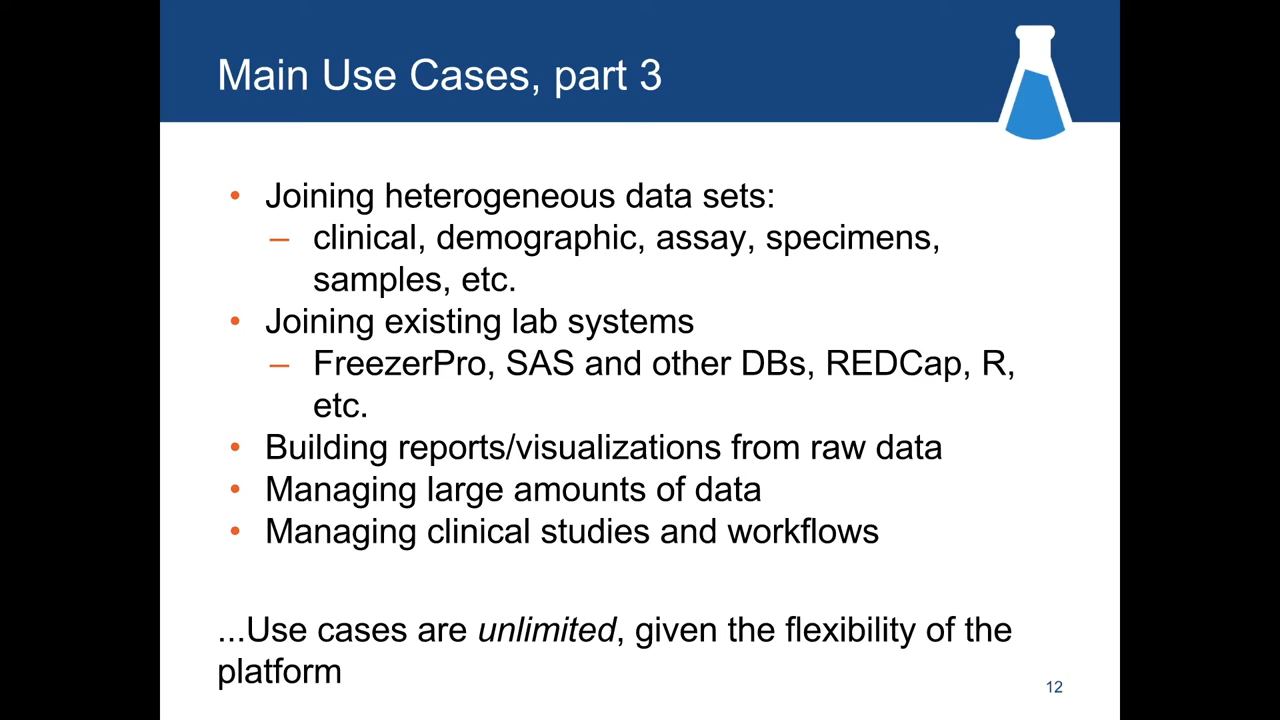 Main Use Cases, part 3
• Joining heterogeneous data sets:
– clinical, demographic, assay, specimens,
samples, etc.
• Joining existing lab systems
– FreezerPro, SAS and other DBs, REDCap, R,
etc.
• Building reports/visualizations from raw data
• Managing large amounts of data
• Managing clinical studies and workflows
...Use cases are unlimited, given the flexibility of the
platform
12